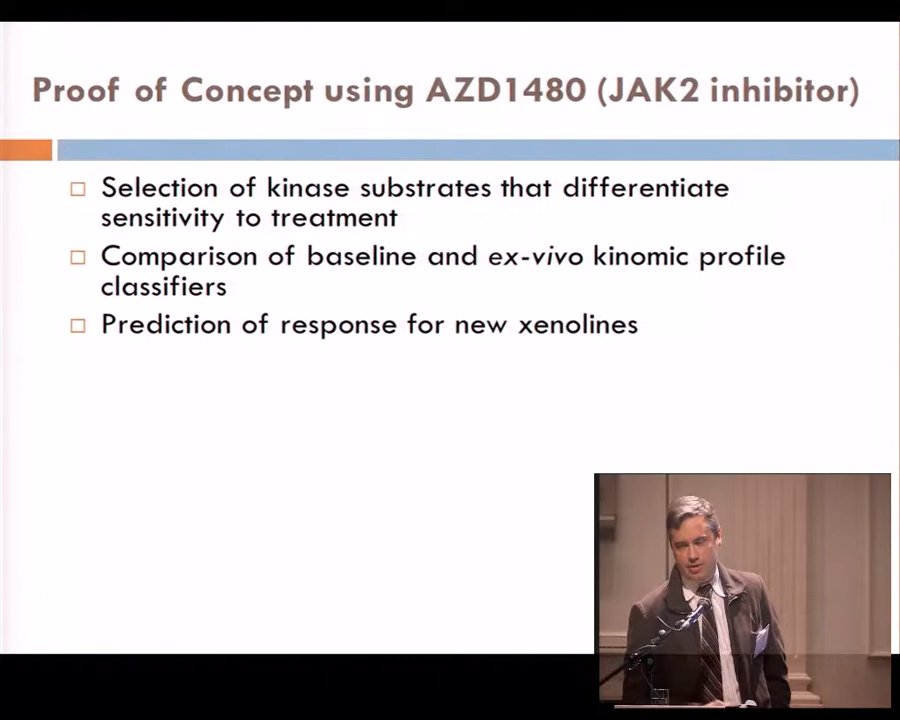 Proof of Concept using AZD1480 (JAK2 inhibitor)
Selection of kinase substrates that differentiate
sensitivity to treatment
Comparison of baseline and ex-vivo kinomic profile
classifiers
Prediction of response for new xenolines